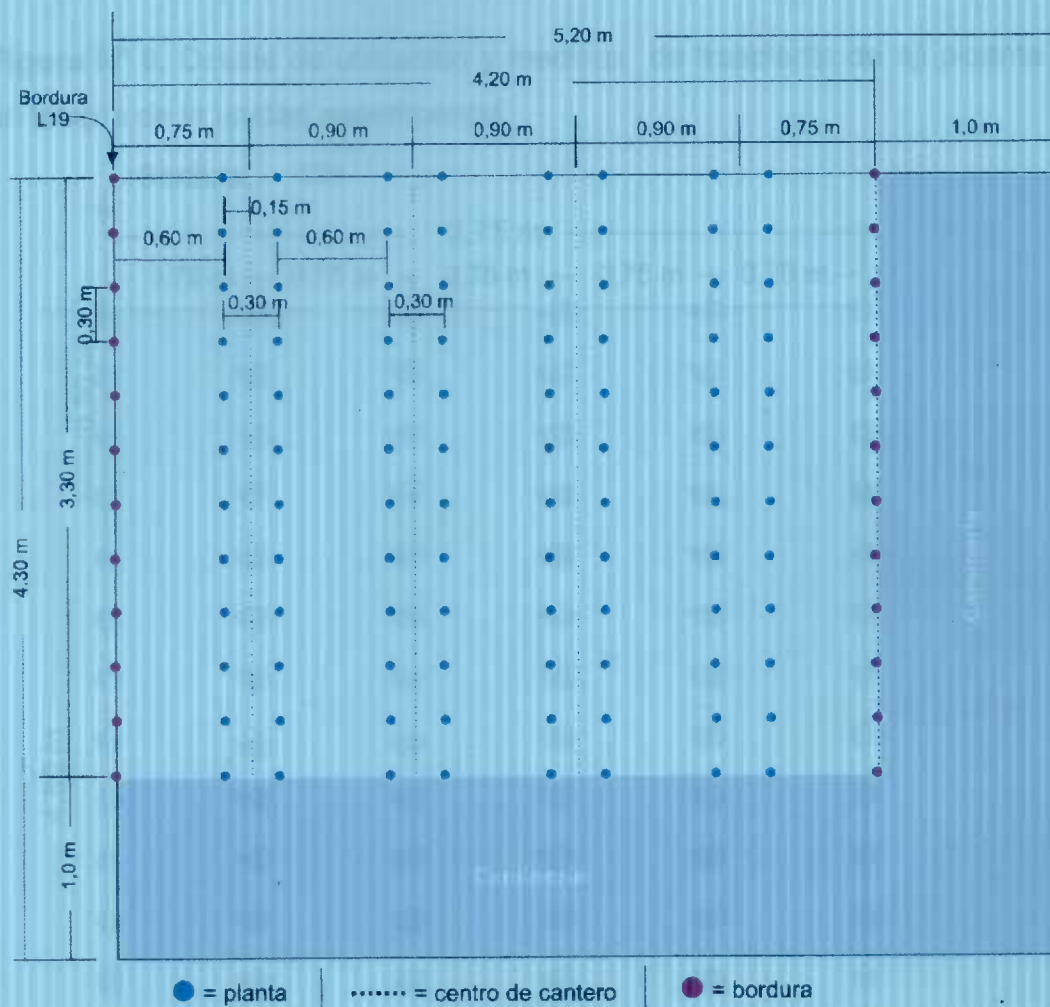 5,20 m
4,20 m
Bordura
L19
0,75 m
0,90 m
0,90 m
0,90 m
0,75 m
1,0 m
0,15 m
0,60 m
0,60 m
0,30 m
0,30 m
0,30 m
3,30 m
4.30 m
1,0 m
= planta
= centro de cantero
= bordura